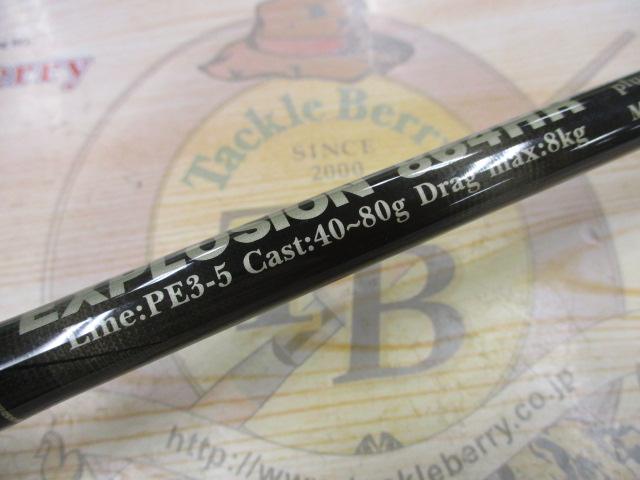 erry
Tackle Berry
SINCE
2000
EXPLOSION
Line:PE3-5 Cast:40~80g Drag max:8kg
B
http://www.tackleberry.co.jp